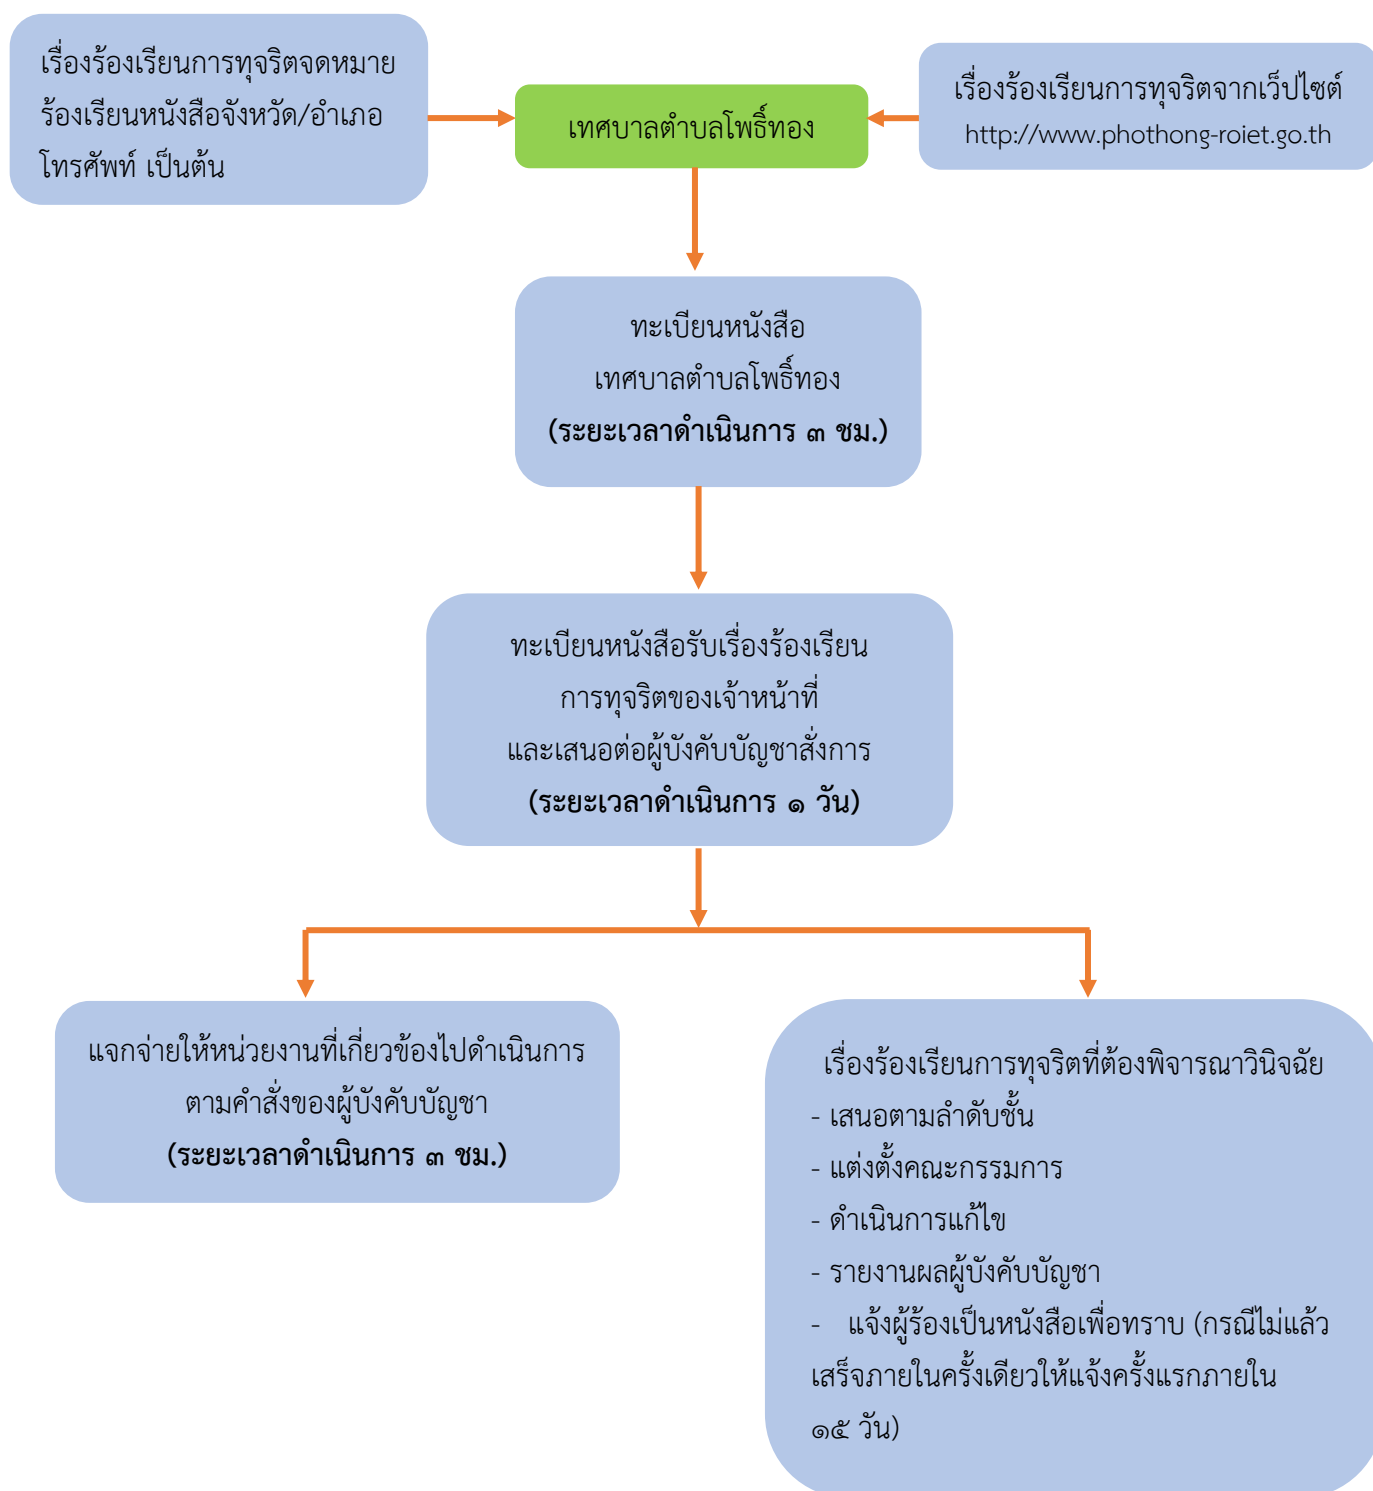 เรื่องร้องเรียนการทุจริตจดหมาย
ร้องเรียนหนังสือจังหวัด/อำเภอ
โทรศัพท์ เป็นต้น
เทศบาลตำบลโพธิ์ทอง
เรื่องร้องเรียนการทุจริตจากเว็ปไซต์
http://www.phothong-roiet.go.th
ทะเบียนหนังสือ
เทศบาลตำบลโพธิ์ทอง
(ระยะเวลาดำเนินการ ๓ ชม.)
ทะเบียนหนังสือรับเรื่องร้องเรียน
การทุจริตของเจ้าหน้าที่
และเสนอต่อผู้บังคับบัญชาสั่งการ
(ระยะเวลาดำเนินการ ๑ วัน)
แจกจ่ายให้หน่วยงานที่เกี่ยวข้องไปดำเนินการ
ตามคำสั่งของผู้บังคับบัญชา
(ระยะเวลาดำเนินการ ๓ ชม.)
เรื่องร้องเรียนการทุจริตที่ต้องพิจารณาวินิจฉัย
- เสนอตามลำดับชั้น
- แต่งตั้งคณะกรรมการ
- ดำเนินการแก้ไข
- รายงานผลผู้บังคับบัญชา
- แจ้งผู้ร้องเป็นหนังสือเพื่อทราบ (กรณีไม่แล้ว
เสร็จภายในครั้งเดียวให้แจ้งครั้งแรกภายใน
๑๕ วัน)